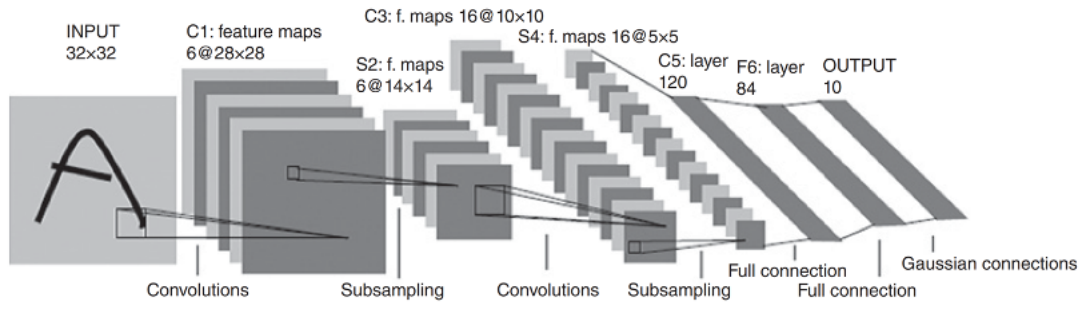 INPUT
32×32
C1: feature maps
6@28×28
S2: f. maps
6@14×14
C3: f. maps 16@10×10
S4: f. maps 16@5×5
C5: layer
120
F6: layer
84
OUTPUT
10
Convolutions
Subsampling
Convolutions
Subsampling
Full connection
Full connection
Gaussian connections
A